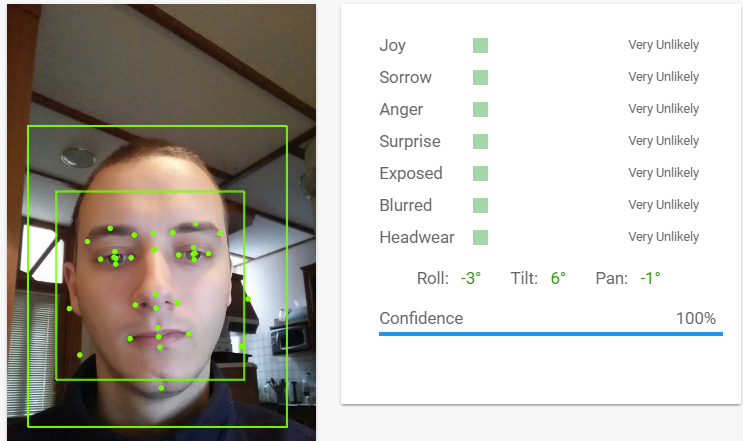 Joy Very Unlikely
Sorrow Very Unlikely
Anger Very Unlikely
Surprise Very Unlikely
Exposed Very Unlikely
Blurred Very Unlikely
Headwear Very Unlikely
Roll: -3° Tilt: 6° Pan: -1°
Confidence 100%